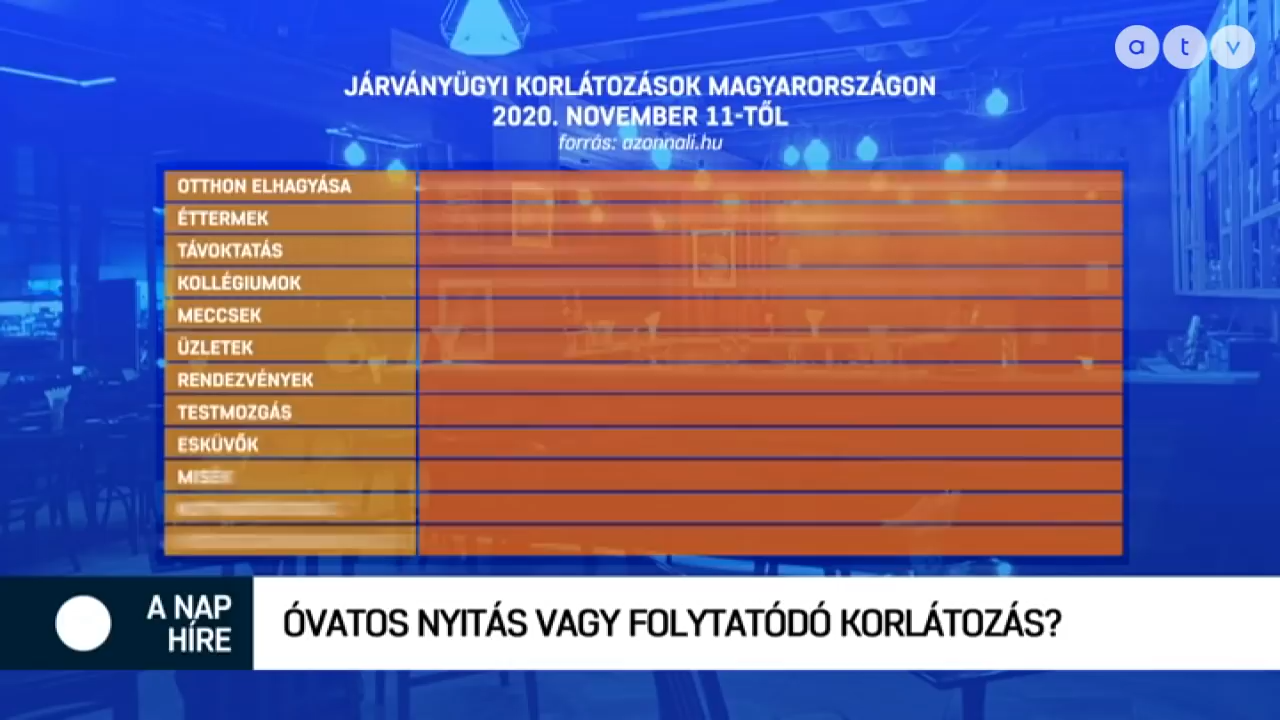 atv
JÁRVÁNYÜGYI KORLÁTOZÁSOK MAGYARORSZÁGON
2020. NOVEMBER 11-TŐL
forrás: azonnali.hu
OTTHON ELHAGYÁSA
ÉTTERMEK
TÁVOKTATÁS
KOLLÉGIUMOK
MECCSEK
ÜZLETEK
RENDEZVÉNYEK
TESTMOZGÁS
ESKÜVŐK
MISÉK
A NAP
HÍRE
ÓVATOS NYITÁS VAGY FOLYTATÓDÓ KORLÁTOZÁS?